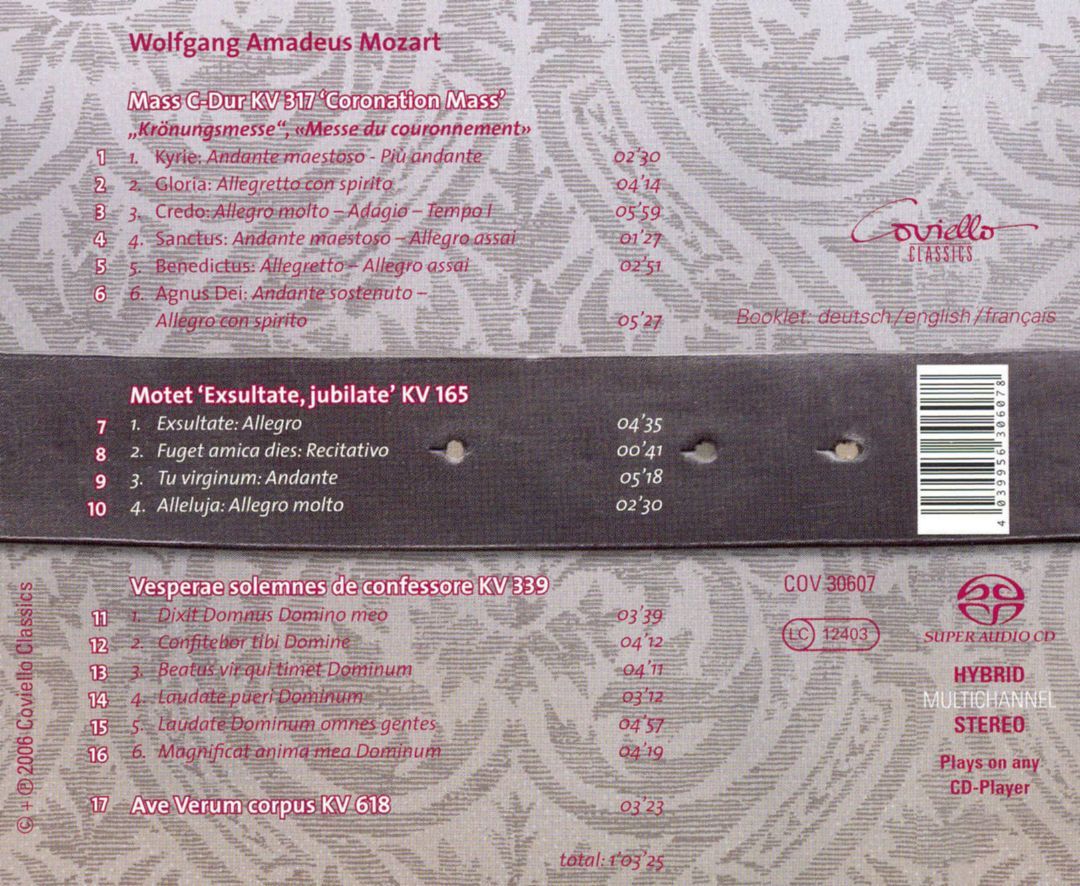 Wolfgang Amadeus Mozart
Mass C-Dur KV 317 ‘Coronation Mass’
„Krönungsmesse“, «Messe du couronnement»
1 1. Kyrie: Andante maestoso - Più andante 02’30
2 2. Gloria: Allegretto con spirito 04’14
3 3. Credo: Allegro molto – Adagio – Tempo I 05’59
4 4. Sanctus: Andante maestoso – Allegro assai 01’27
5 5. Benedictus: Allegretto – Allegro assai 02’51
6 6. Agnus Dei: Andante sostenuto –
Allegro con spirito 05’27
Coviello
CLASSICS
Booklet: deutsch/english/français
Motet ‘Exsultate, jubilate’ KV 165
7 1. Exsultate: Allegro 04’35
8 2. Fuget amica dies: Recitativo 00’41
9 3. Tu virginum: Andante 05’18
10 4. Alleluja: Allegro molto 02’30
4 039956 306078
Vesperae solemnes de confessore KV 339
11 1. Dixit Domnus Domino meo 03’39
12 2. Confitebor tibi Domine 04’12
13 3. Beatus vir qui timet Dominum 04’11
14 4. Laudate pueri Dominum 03’12
15 5. Laudate Dominum omnes gentes 04’57
16 6. Magnificat anima mea Dominum 04’19
17 Ave Verum corpus KV 618 03’23
total: 1’03’25
COV 30607
LC 12403
SUPER AUDIO CD
HYBRID
MULTICHANNEL
STEREO
Plays on any
CD-Player
© + ℗ 2006 Coviello Classics